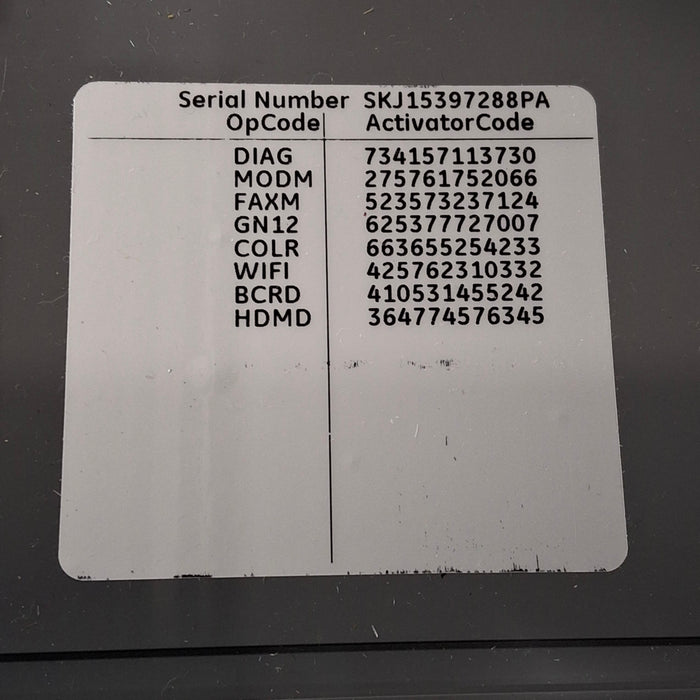 Serial Number SKJ15397288PA
OpCode ActivatorCode
DIAG 734157113730
MODM 275761752066
FAXM 523573237124
GN12 625377727007
COLR 663655254233
WIFI 425762310332
BCRD 410531455242
HDMD 364774576345